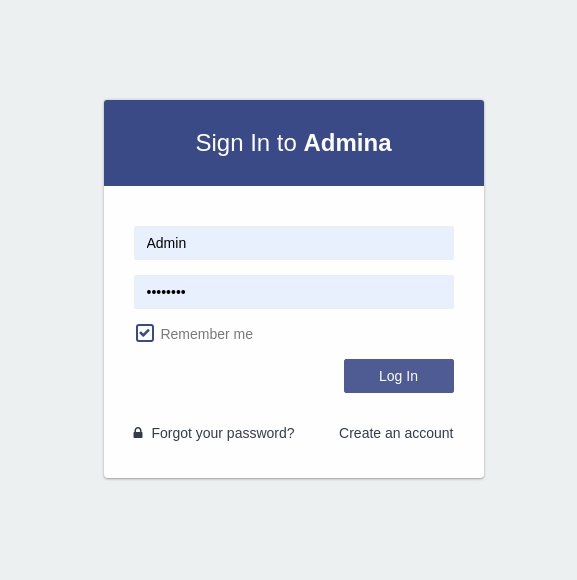 Sign In to Admina
Admin
••••••••
Remember me
Log In
Forgot your password? Create an account